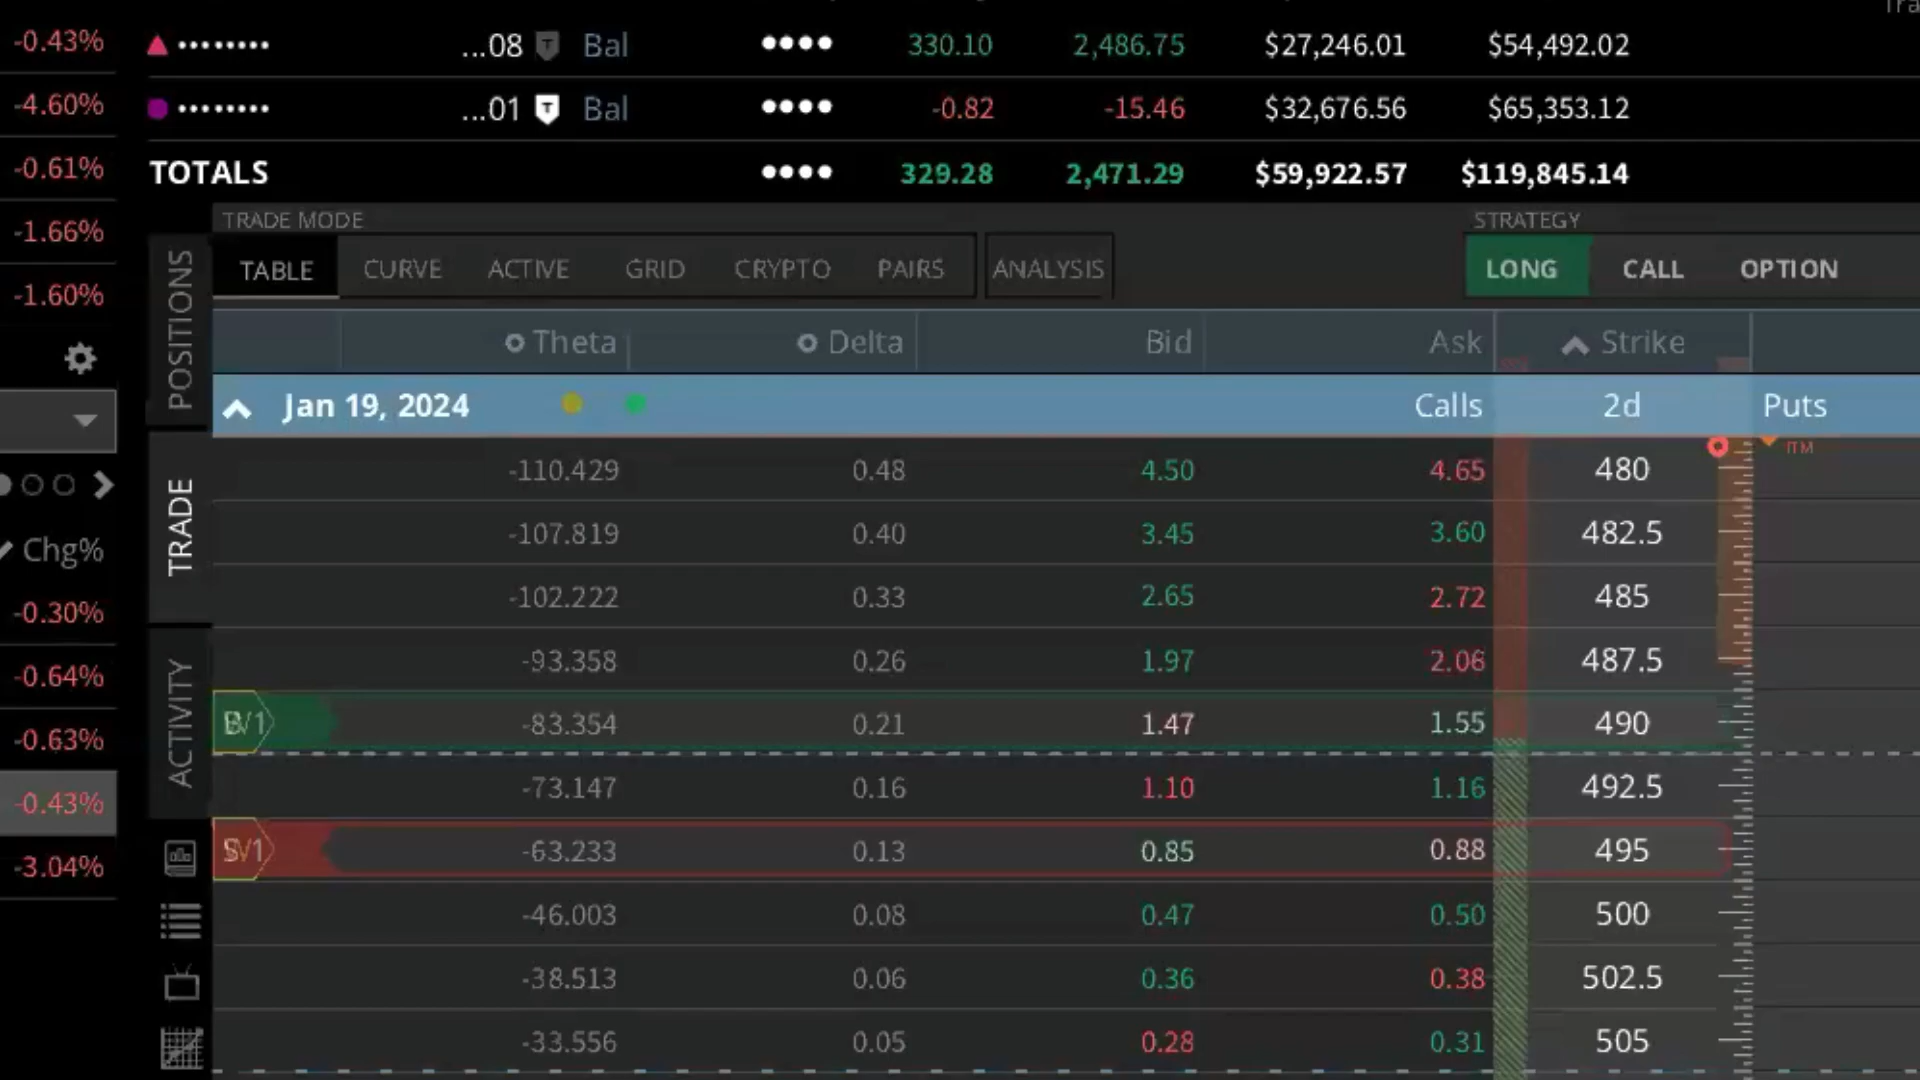 -0.43% ...08 T Bal 330.10 2,486.75 $27,246.01 $54,492.02
-4.60% ...01 T Bal -0.82 -15.46 $32,676.56 $65,353.12
-0.61% TOTALS 329.28 2,471.29 $59,922.57 $119,845.14
-1.66%
-1.60%
TRADE MODE STRATEGY
TABLE CURVE ACTIVE GRID CRYPTO PAIRS ANALYSIS LONG CALL OPTION
POSITIONS
TRADE
ACTIVITY
Theta Delta Bid Ask Strike
Jan 19, 2024 Calls 2d Puts
ITM
-110.429 0.48 4.50 4.65 480
-107.819 0.40 3.45 3.60 482.5
Chg%
-102.222 0.33 2.65 2.72 485
-0.30%
-93.358 0.26 1.97 2.06 487.5
-0.64%
-83.354 0.21 1.47 1.55 490
-0.63%
-73.147 0.16 1.10 1.16 492.5
-0.43%
-63.233 0.13 0.85 0.88 495
-3.04%
-46.003 0.08 0.47 0.50 500
-38.513 0.06 0.36 0.38 502.5
-33.556 0.05 0.28 0.31 505